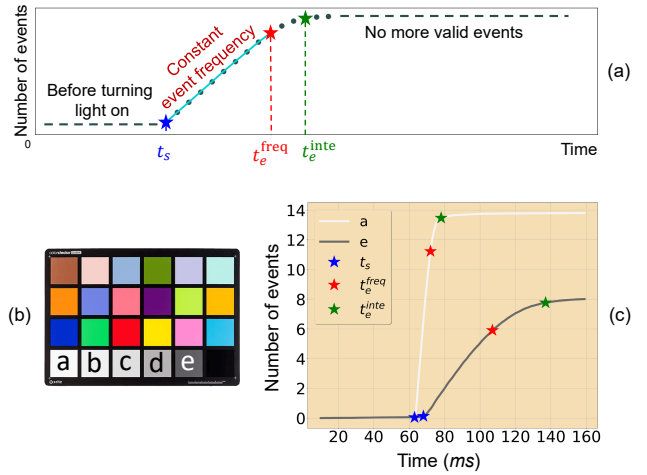 Number of events
Before turning
light on
Constant
event frequency
No more valid events
(a)
0
t_s
t_e^freq
t_e^inte
Time
(b)
a b c d e
14
12
10
8
6
4
2
0
Number of events
a
e
t_s
t_e^freq
t_e^inte
(c)
20 40 60 80 100 120 140 160
Time (ms)